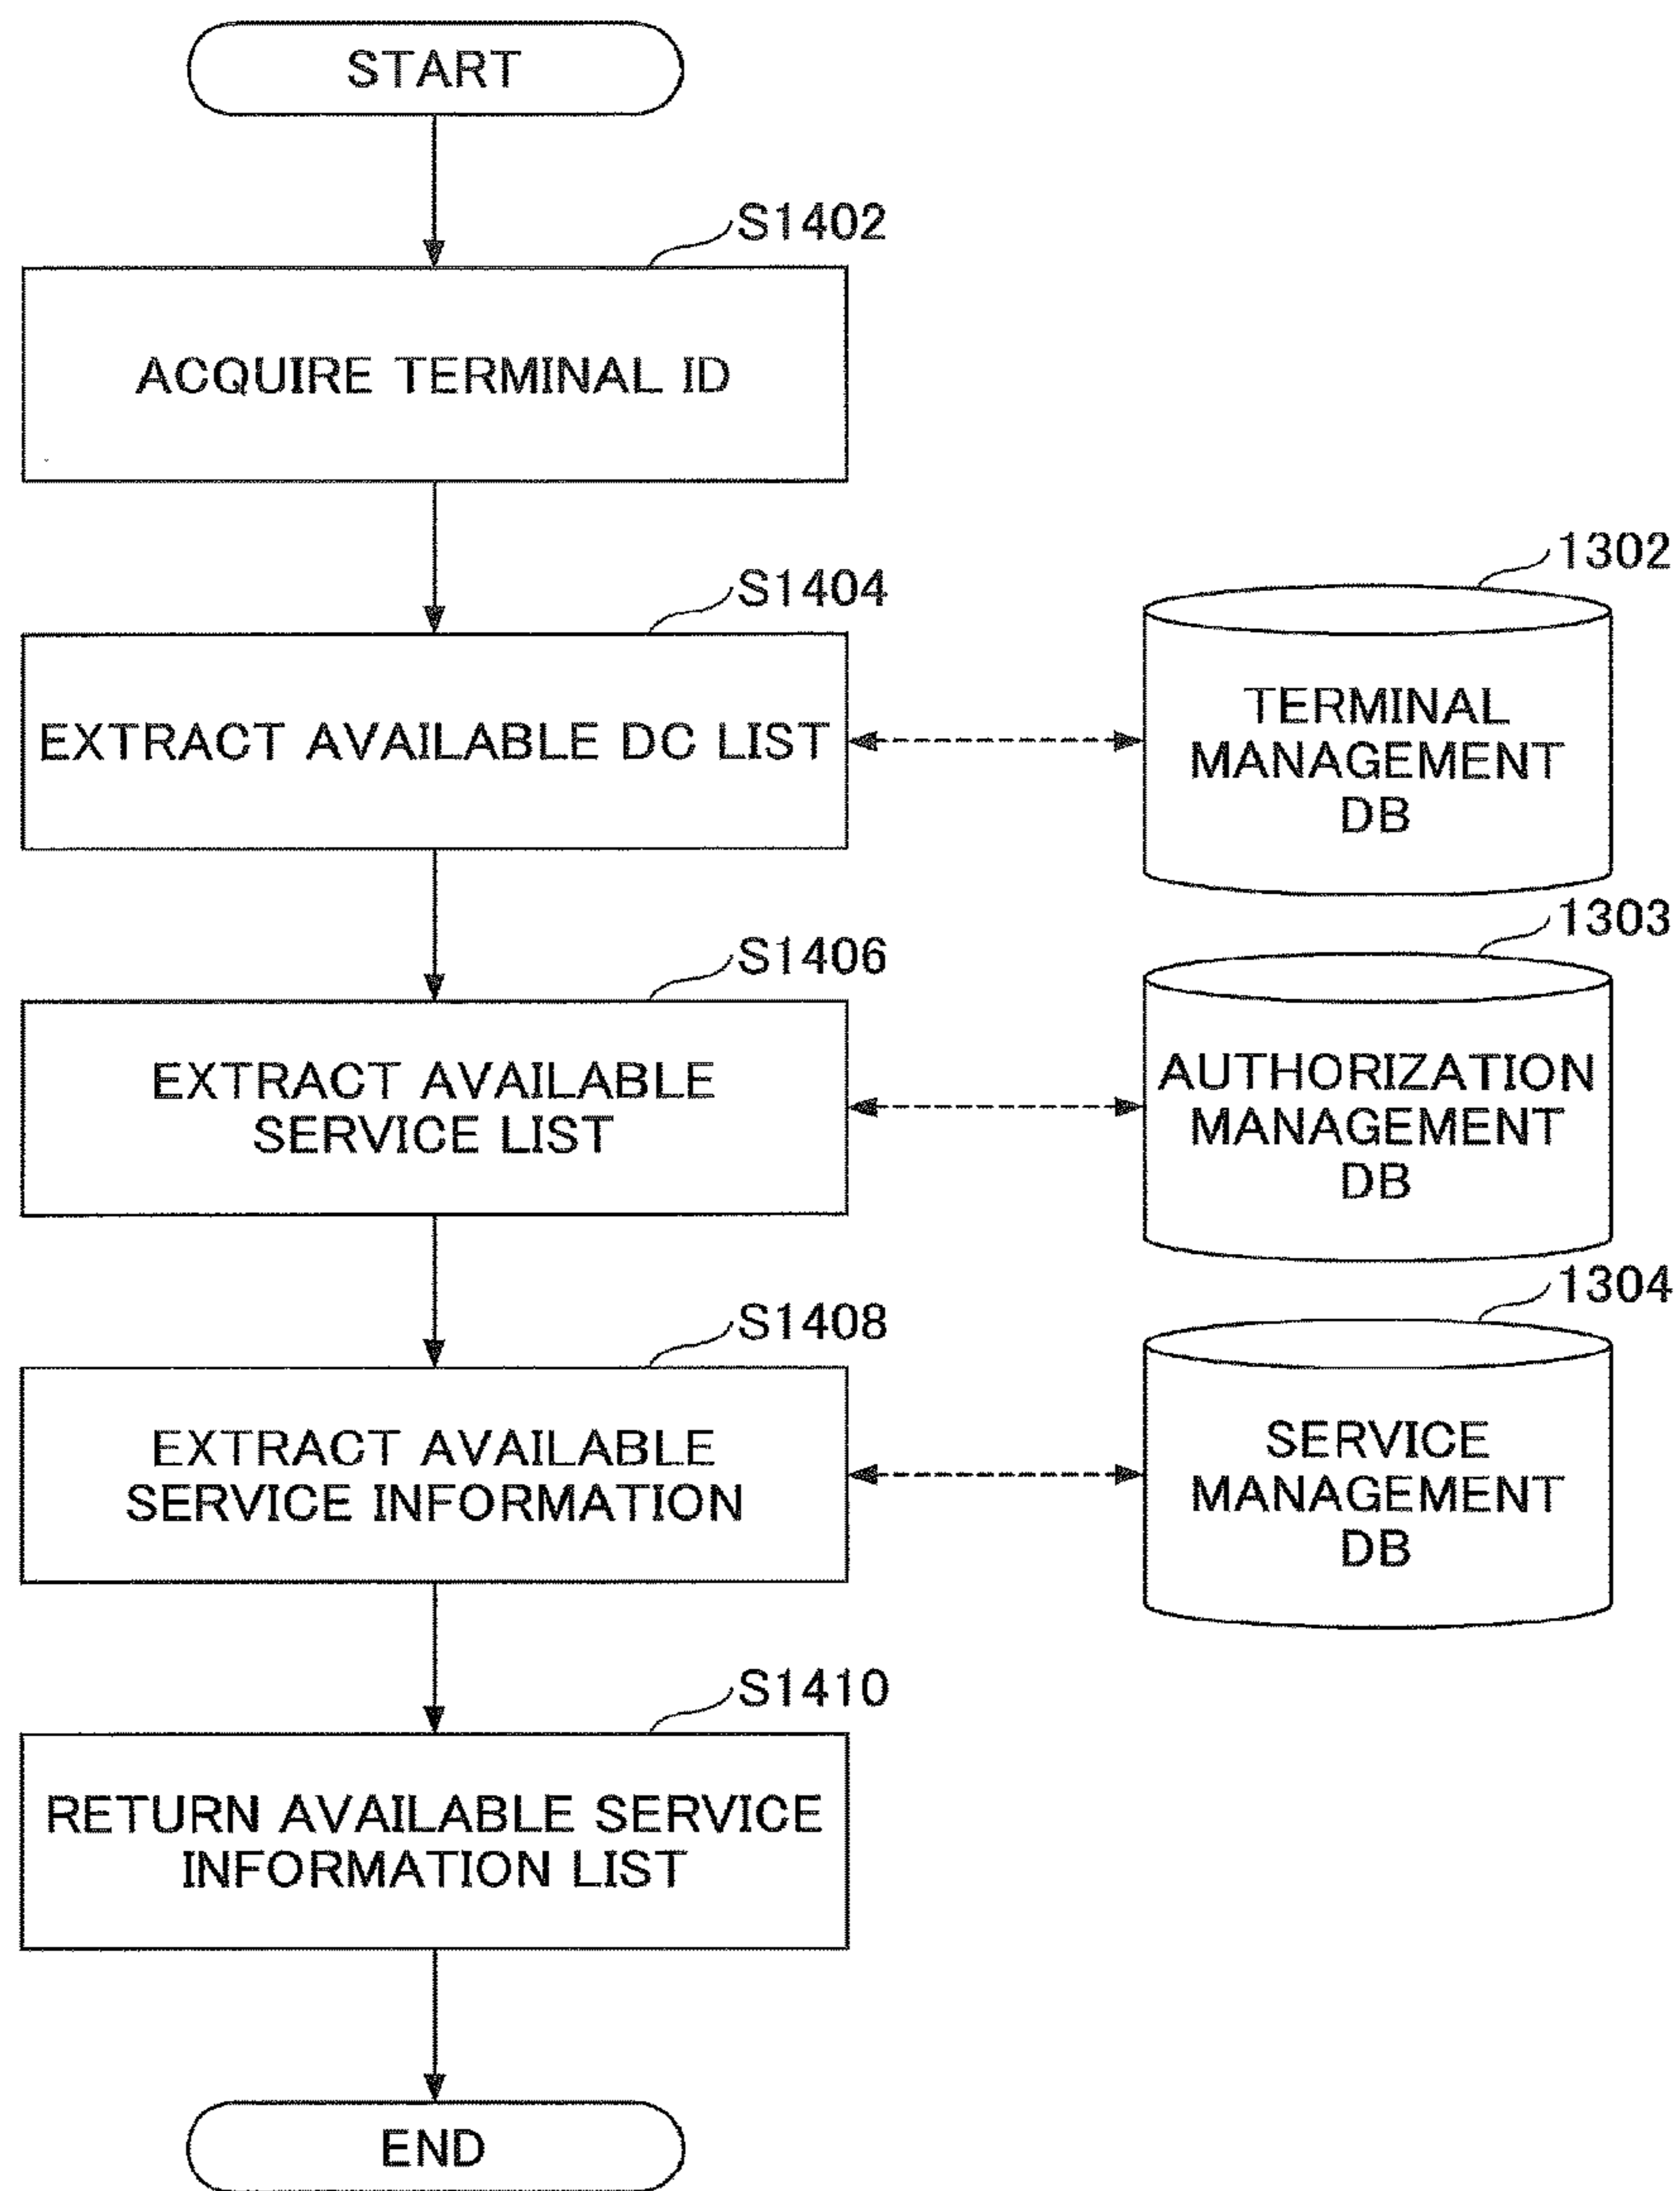 START
S1402
ACQUIRE TERMINAL ID
S1404
EXTRACT AVAILABLE DC LIST
1302
TERMINAL
MANAGEMENT
DB
S1406
EXTRACT AVAILABLE
SERVICE LIST
1303
AUTHORIZATION
MANAGEMENT
DB
S1408
EXTRACT AVAILABLE
SERVICE INFORMATION
1304
SERVICE
MANAGEMENT
DB
S1410
RETURN AVAILABLE SERVICE
INFORMATION LIST
END